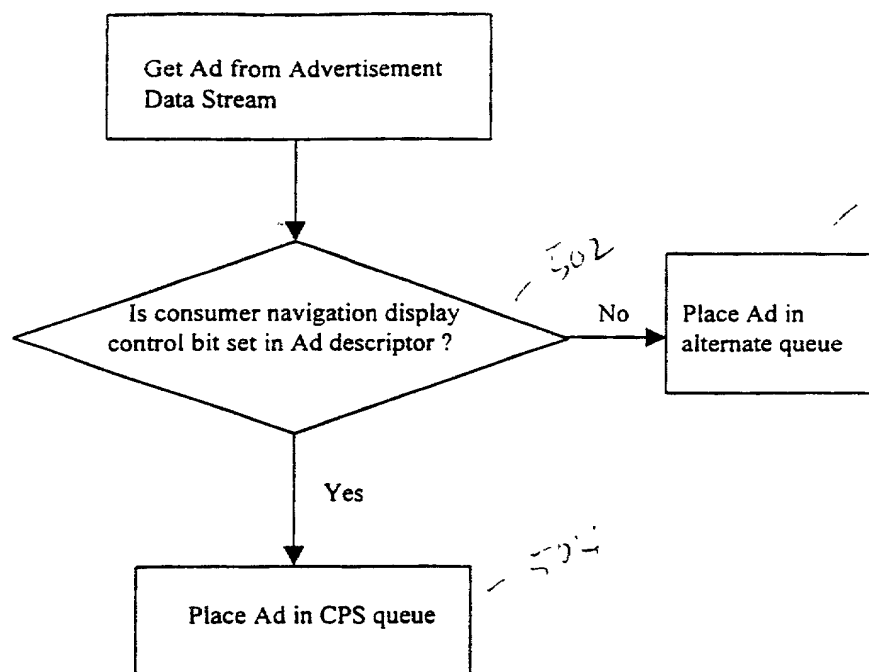 Get Ad from Advertisement
Data Stream
502
Is consumer navigation display
control bit set in Ad descriptor ?
No
Place Ad in
alternate queue
Yes
Place Ad in CPS queue